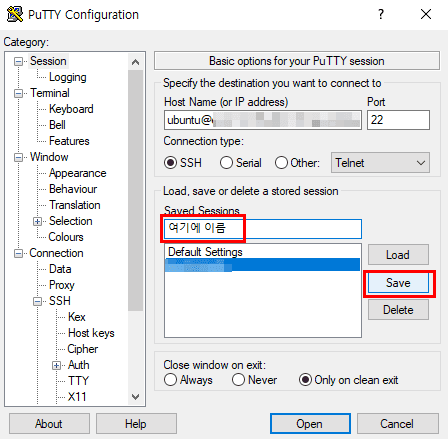 PuTTY Configuration
Category:
Session
Logging
Terminal
Keyboard
Bell
Features
Window
Appearance
Behaviour
Translation
Selection
Colours
Connection
Data
Proxy
SSH
Kex
Host keys
Cipher
Auth
TTY
X11
Basic options for your PuTTY session
Specify the destination you want to connect to
Host Name (or IP address) Port
ubuntu@ 22
Connection type:
SSH Serial Other: Telnet
Load, save or delete a stored session
Saved Sessions
여기에 이름
Default Settings
Load
Save
Delete
Close window on exit:
Always Never Only on clean exit
About Help Open Cancel